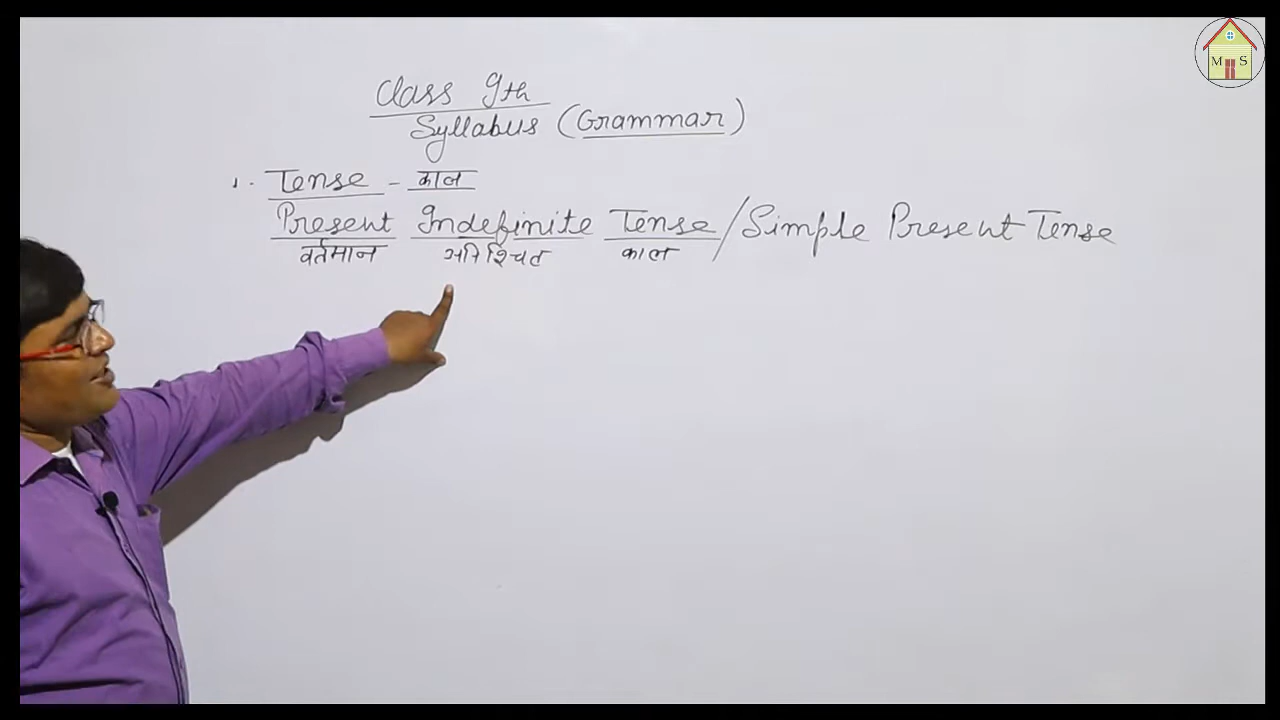 Class 9th
Syllabus (Grammar)
1. Tense - काल
Present Indefinite Tense / Simple Present Tense
वर्तमान अनिश्चित काल
M S